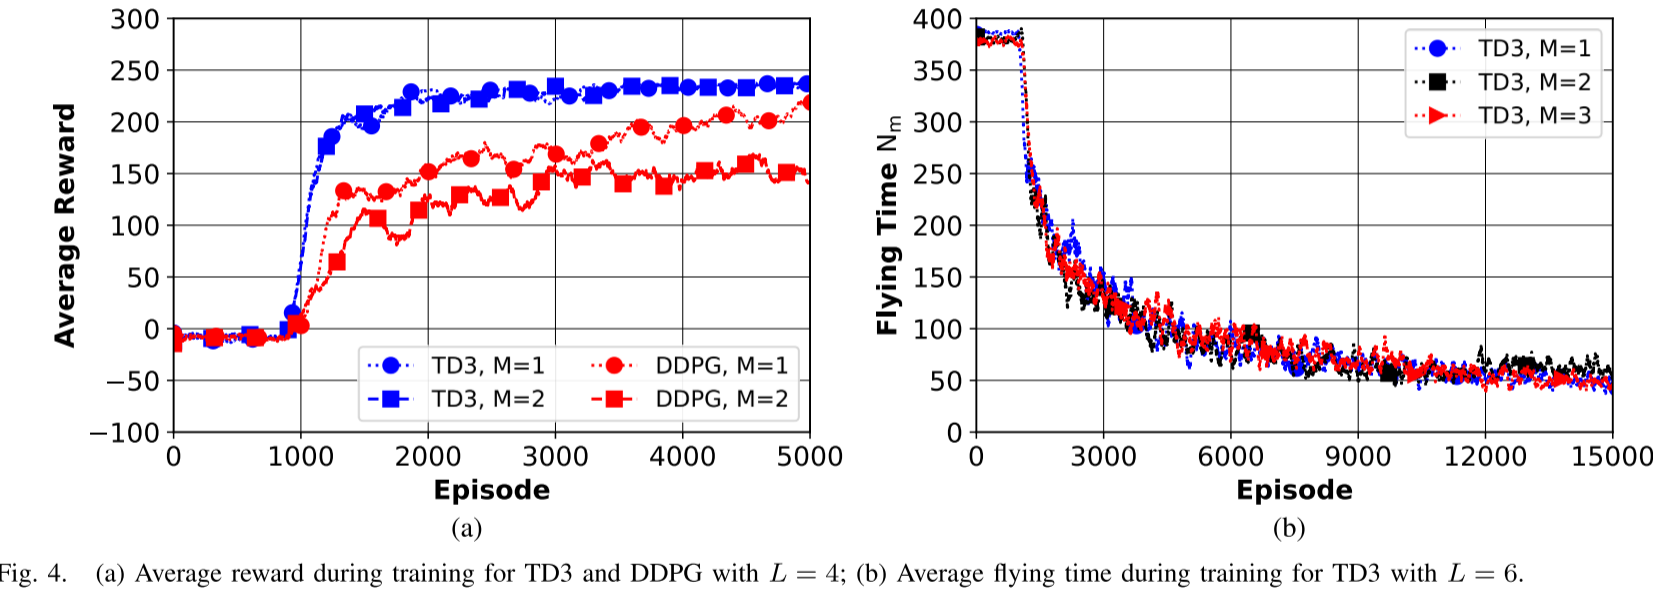 300
250
200
150
100
50
0
−50
−100
Average Reward
0 1000 2000 3000 4000 5000
Episode
TD3, M=1
TD3, M=2
DDPG, M=1
DDPG, M=2
(a)
400
350
300
250
200
150
100
50
0
Flying Time Nm
0 3000 6000 9000 12000 15000
Episode
TD3, M=1
TD3, M=2
TD3, M=3
(b)
Fig. 4. (a) Average reward during training for TD3 and DDPG with L = 4; (b) Average flying time during training for TD3 with L = 6.